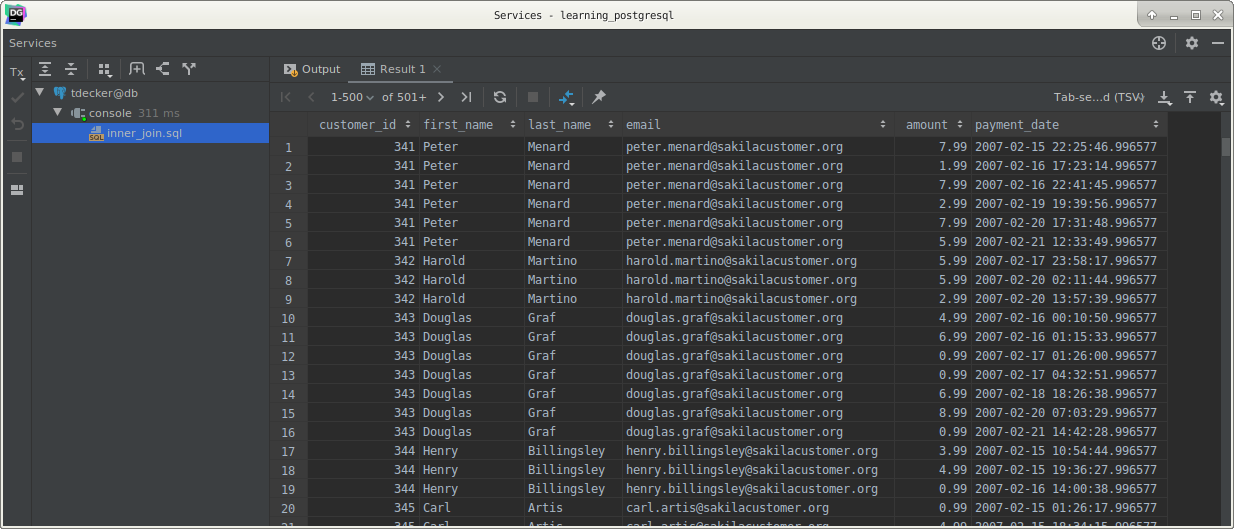 DG
Services - learning_postgresql
Services
Tx
tdecker@db
console 311 ms
SQL inner_join.sql
Output Result 1
1-500 of 501+ Tab-se...d (TSV)
customer_id first_name last_name email amount payment_date
1 341 Peter Menard peter.menard@sakilacustomer.org 7.99 2007-02-15 22:25:46.996577
2 341 Peter Menard peter.menard@sakilacustomer.org 1.99 2007-02-16 17:23:14.996577
3 341 Peter Menard peter.menard@sakilacustomer.org 7.99 2007-02-16 22:41:45.996577
4 341 Peter Menard peter.menard@sakilacustomer.org 2.99 2007-02-19 19:39:56.996577
5 341 Peter Menard peter.menard@sakilacustomer.org 7.99 2007-02-20 17:31:48.996577
6 341 Peter Menard peter.menard@sakilacustomer.org 5.99 2007-02-21 12:33:49.996577
7 342 Harold Martino harold.martino@sakilacustomer.org 5.99 2007-02-17 23:58:17.996577
8 342 Harold Martino harold.martino@sakilacustomer.org 5.99 2007-02-20 02:11:44.996577
9 342 Harold Martino harold.martino@sakilacustomer.org 2.99 2007-02-20 13:57:39.996577
10 343 Douglas Graf douglas.graf@sakilacustomer.org 4.99 2007-02-16 00:10:50.996577
11 343 Douglas Graf douglas.graf@sakilacustomer.org 6.99 2007-02-16 01:15:33.996577
12 343 Douglas Graf douglas.graf@sakilacustomer.org 0.99 2007-02-17 01:26:00.996577
13 343 Douglas Graf douglas.graf@sakilacustomer.org 0.99 2007-02-17 04:32:51.996577
14 343 Douglas Graf douglas.graf@sakilacustomer.org 6.99 2007-02-18 18:26:38.996577
15 343 Douglas Graf douglas.graf@sakilacustomer.org 8.99 2007-02-20 07:03:29.996577
16 343 Douglas Graf douglas.graf@sakilacustomer.org 0.99 2007-02-21 14:42:28.996577
17 344 Henry Billingsley henry.billingsley@sakilacustomer.org 3.99 2007-02-15 10:54:44.996577
18 344 Henry Billingsley henry.billingsley@sakilacustomer.org 4.99 2007-02-15 19:36:27.996577
19 344 Henry Billingsley henry.billingsley@sakilacustomer.org 0.99 2007-02-16 14:00:38.996577
20 345 Carl Artis carl.artis@sakilacustomer.org 0.99 2007-02-15 01:26:17.996577
21 345 Carl Artis carl.artis@sakilacustomer.org 4.99 2007-02-15 18:34:15.996577